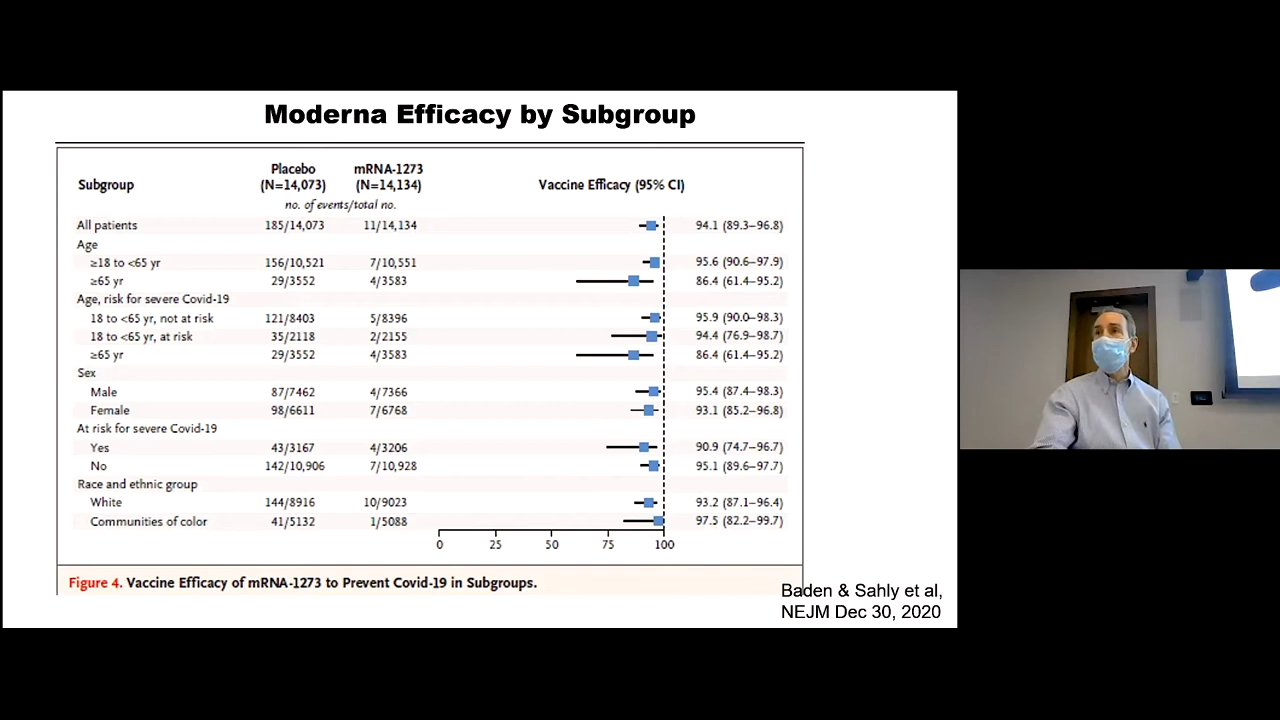 Moderna Efficacy by Subgroup
Subgroup Placebo (N=14,073) mRNA-1273 (N=14,134) Vaccine Efficacy (95% CI)
no. of events/total no.
All patients 185/14,073 11/14,134 94.1 (89.3–96.8)
Age
≥18 to <65 yr 156/10,521 7/10,551 95.6 (90.6–97.9)
≥65 yr 29/3552 4/3583 86.4 (61.4–95.2)
Age, risk for severe Covid-19
18 to <65 yr, not at risk 121/8403 5/8396 95.9 (90.0–98.3)
18 to <65 yr, at risk 35/2118 2/2155 94.4 (76.9–98.7)
≥65 yr 29/3552 4/3583 86.4 (61.4–95.2)
Sex
Male 87/7462 4/7366 95.4 (87.4–98.3)
Female 98/6611 7/6768 93.1 (85.2–96.8)
At risk for severe Covid-19
Yes 43/3167 4/3206 90.9 (74.7–96.7)
No 142/10,906 7/10,928 95.1 (89.6–97.7)
Race and ethnic group
White 144/8916 10/9023 93.2 (87.1–96.4)
Communities of color 41/5132 1/5088 97.5 (82.2–99.7)
0 25 50 75 100
Figure 4. Vaccine Efficacy of mRNA-1273 to Prevent Covid-19 in Subgroups.
Baden & Sahly et al,
NEJM Dec 30, 2020